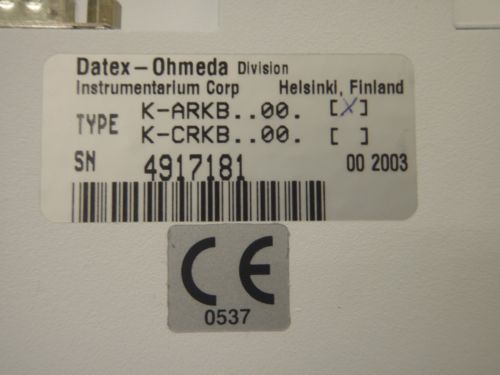 Datex-Ohmeda Division
Instrumentarium Corp Helsinki, Finland
TYPE K-ARKB..00. [X]
K-CRKB..00. [ ]
SN 4917181 00 2003
CE
0537